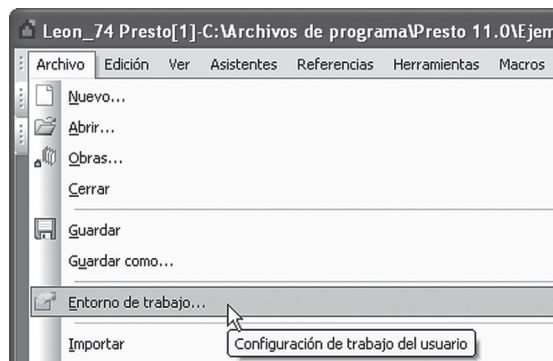 Leon_74 Presto[1]-C:\Archivos de programa\Presto 11.0\Ejem
Archivo Edición Ver Asistentes Referencias Herramientas Macros
Nuevo...
Abrir...
Obras...
Cerrar
Guardar
Guardar como...
Entorno de trabajo...
Importar
Configuración de trabajo del usuario